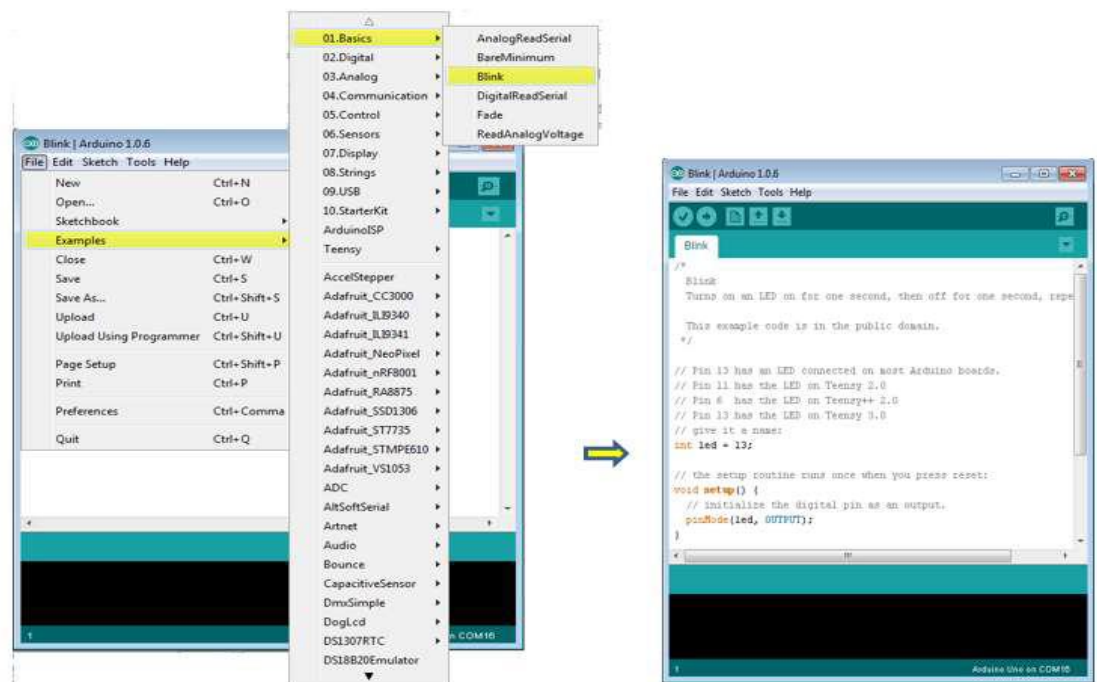 Blink | Arduino 1.0.6
File Edit Sketch Tools Help
New Ctrl+N
Open... Ctrl+O
Sketchbook
Examples
Close Ctrl+W
Save Ctrl+S
Save As... Ctrl+Shift+S
Upload Ctrl+U
Upload Using Programmer Ctrl+Shift+U
Page Setup Ctrl+Shift+P
Print Ctrl+P
Preferences Ctrl+Comma
Quit Ctrl+Q
1
n COM16
01.Basics
02.Digital
03.Analog
04.Communication
05.Control
06.Sensors
07.Display
08.Strings
09.USB
10.StarterKit
ArduinoISP
Teensy
AccelStepper
Adafruit_CC3000
Adafruit_ILI9340
Adafruit_ILI9341
Adafruit_NeoPixel
Adafruit_nRF8001
Adafruit_RA8875
Adafruit_SSD1306
Adafruit_ST7735
Adafruit_STMPE610
Adafruit_VS1053
ADC
AltSoftSerial
Artnet
Audio
Bounce
CapacitiveSensor
DmxSimple
DogLcd
DS1307RTC
DS18B20Emulator
AnalogReadSerial
BareMinimum
Blink
DigitalReadSerial
Fade
ReadAnalogVoltage
Blink | Arduino 1.0.6
File Edit Sketch Tools Help
Blink
/*
Blink
Turns on an LED on for one second, then off for one second, repe
This example code is in the public domain.
*/
// Pin 13 has an LED connected on most Arduino boards.
// Pin 11 has the LED on Teensy 2.0
// Pin 6 has the LED on Teensy++ 2.0
// Pin 13 has the LED on Teensy 3.0
// give it a name:
int led = 13;
// the setup routine runs once when you press reset:
void setup() {
// initialize the digital pin as an output.
pinMode(led, OUTPUT);
}
1
Arduino Uno on COM16